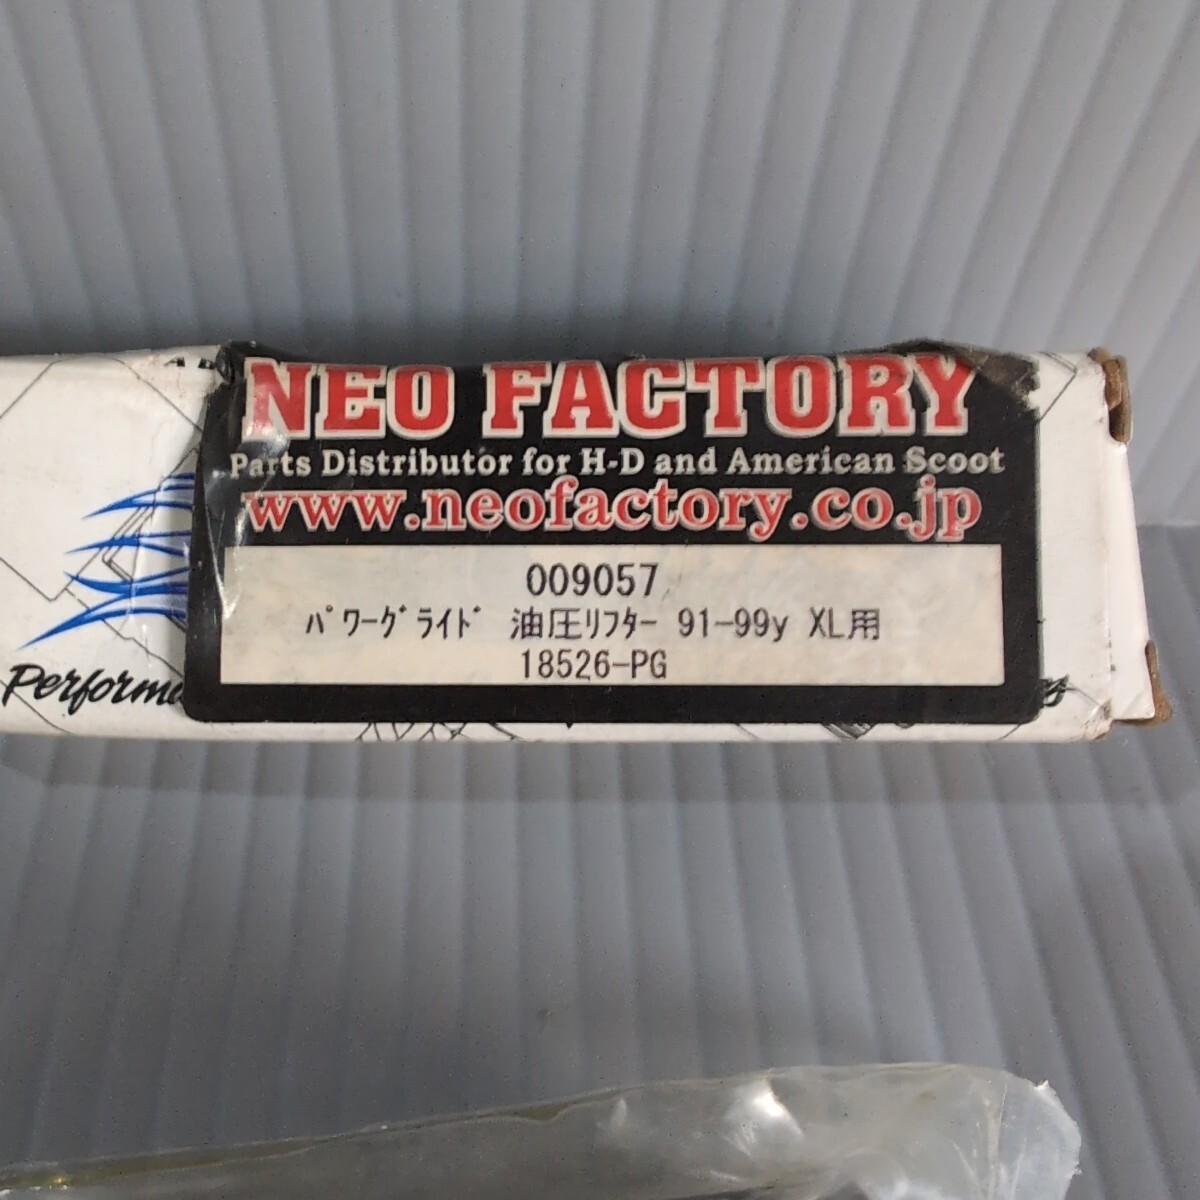 NEO FACTORY
Parts Distributor for H-D and American Scoot
www.neofactory.co.jp
009057
ﾊﾟﾜｰｸﾞﾗｲﾄﾞ 油圧ﾘﾌﾀｰ 91-99y XL用
18526-PG